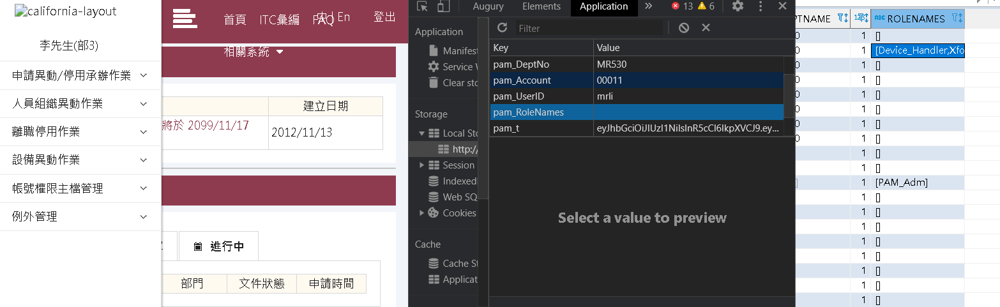 california-layout
李先生(部3)
申請異動/停用承辦作業
人員組織異動作業
離職停用作業
設備異動作業
帳號權限主檔管理
例外管理
首頁 ITC彙編 FAQ 中 | En 登出
相關系統
建立日期
將於 2099/11/17
2012/11/13
進行中
部門 文件狀態 申請時間
Augury Elements Application » 13 6
Application
Manifest
Service W
Clear sto
Storage
Local Sto
http://
Session
Indexed
Web SQ
Cookies
Cache
Cache St
Applicat
Filter
Key Value
pam_DeptNo MR530
pam_Account 00011
pam_UserID mrli
pam_RoleNames
pam_t
Select a value to preview
PTNAME 123 ABC ROLENAMES
0 1 []
0 1 [Device_Handler,Xfo
0 1 []
0 1 []
0 1 []
0 1 []
0 1 []
0 1 []
1 []
1 []
] 1 [PAM_Adm]
1 []
1 []
1 []
1 []
1 []
1 []
1 []
1 []